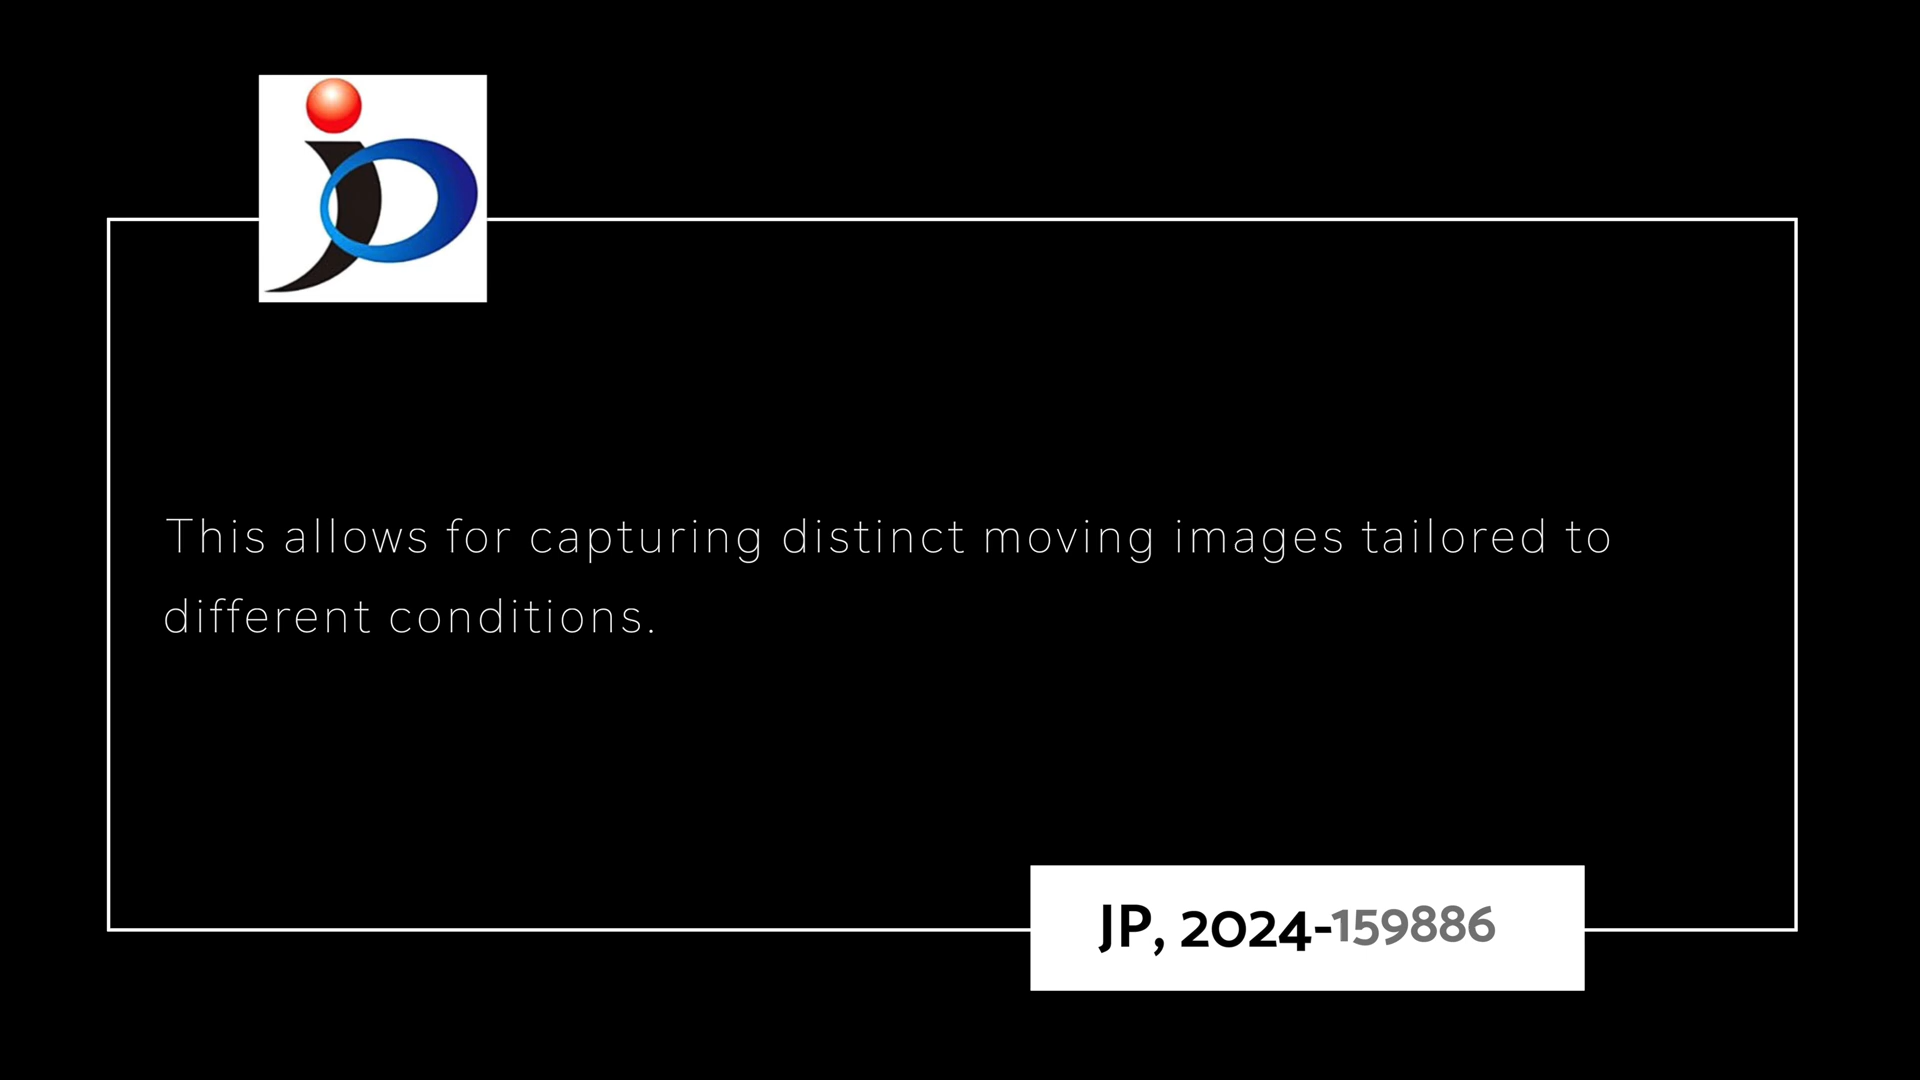 This allows for capturing distinct moving images tailored to
different conditions.
JP, 2024-159886